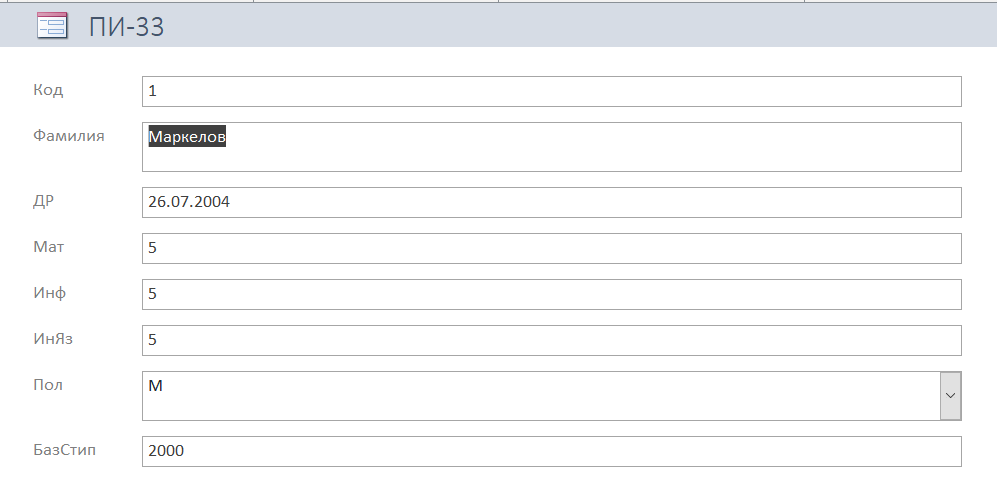 ПИ-33
Код 1
Фамилия Маркелов
ДР 26.07.2004
Мат 5
Инф 5
ИнЯз 5
Пол М
БазСтип 2000